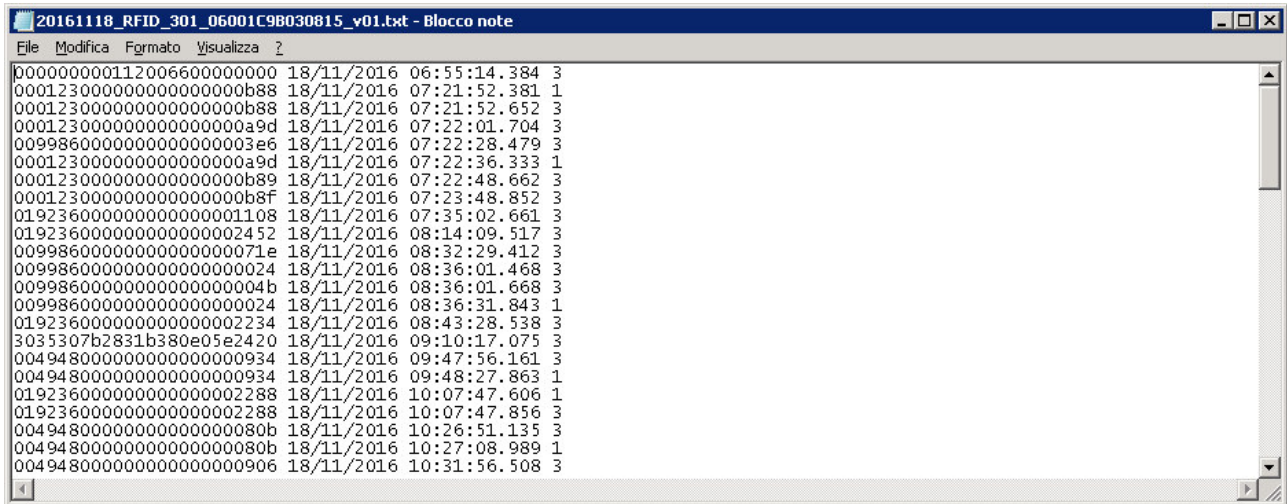 20161118_RFID_301_06001C9B030815_v01.txt - Blocco note
File Modifica Formato Visualizza ?
000000000112006600000000 18/11/2016 06:55:14.384 3
000123000000000000000b88 18/11/2016 07:21:52.381 1
000123000000000000000b88 18/11/2016 07:21:52.652 3
000123000000000000000a9d 18/11/2016 07:22:01.704 3
0099860000000000000003e6 18/11/2016 07:22:28.479 3
000123000000000000000a9d 18/11/2016 07:22:36.333 1
000123000000000000000b89 18/11/2016 07:22:48.662 3
000123000000000000000b8f 18/11/2016 07:23:48.852 3
019236000000000000001108 18/11/2016 07:35:02.661 3
019236000000000000002452 18/11/2016 08:14:09.517 3
00998600000000000000071e 18/11/2016 08:32:29.412 3
009986000000000000000024 18/11/2016 08:36:01.468 3
00998600000000000000004b 18/11/2016 08:36:01.668 3
009986000000000000000024 18/11/2016 08:36:31.843 1
019236000000000000002234 18/11/2016 08:43:28.538 3
3035307b2831b380e05e2420 18/11/2016 09:10:17.075 3
004948000000000000000934 18/11/2016 09:47:56.161 3
004948000000000000000934 18/11/2016 09:48:27.863 1
019236000000000000002288 18/11/2016 10:07:47.606 1
019236000000000000002288 18/11/2016 10:07:47.856 3
00494800000000000000080b 18/11/2016 10:26:51.135 3
00494800000000000000080b 18/11/2016 10:27:08.989 1
004948000000000000000906 18/11/2016 10:31:56.508 3